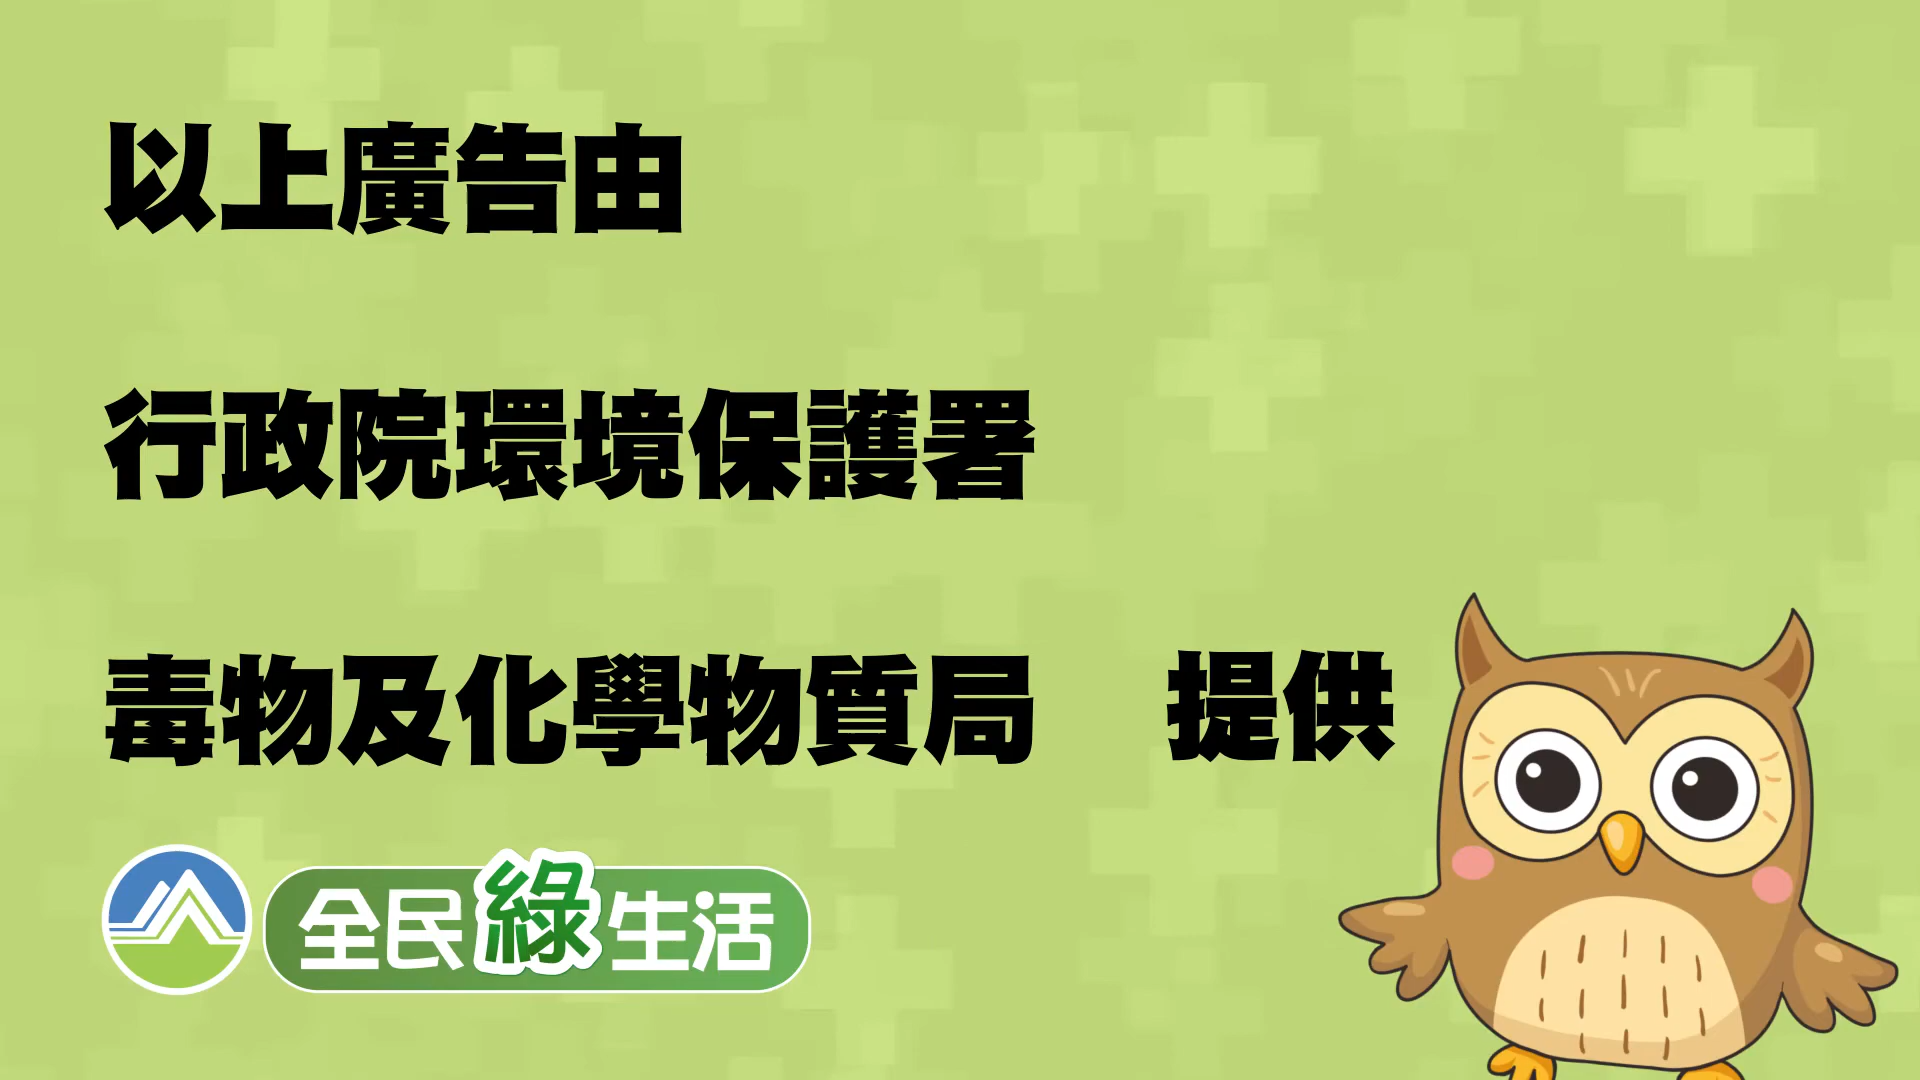 以上廣告由
行政院環境保護署
毒物及化學物質局　提供
全民綠生活